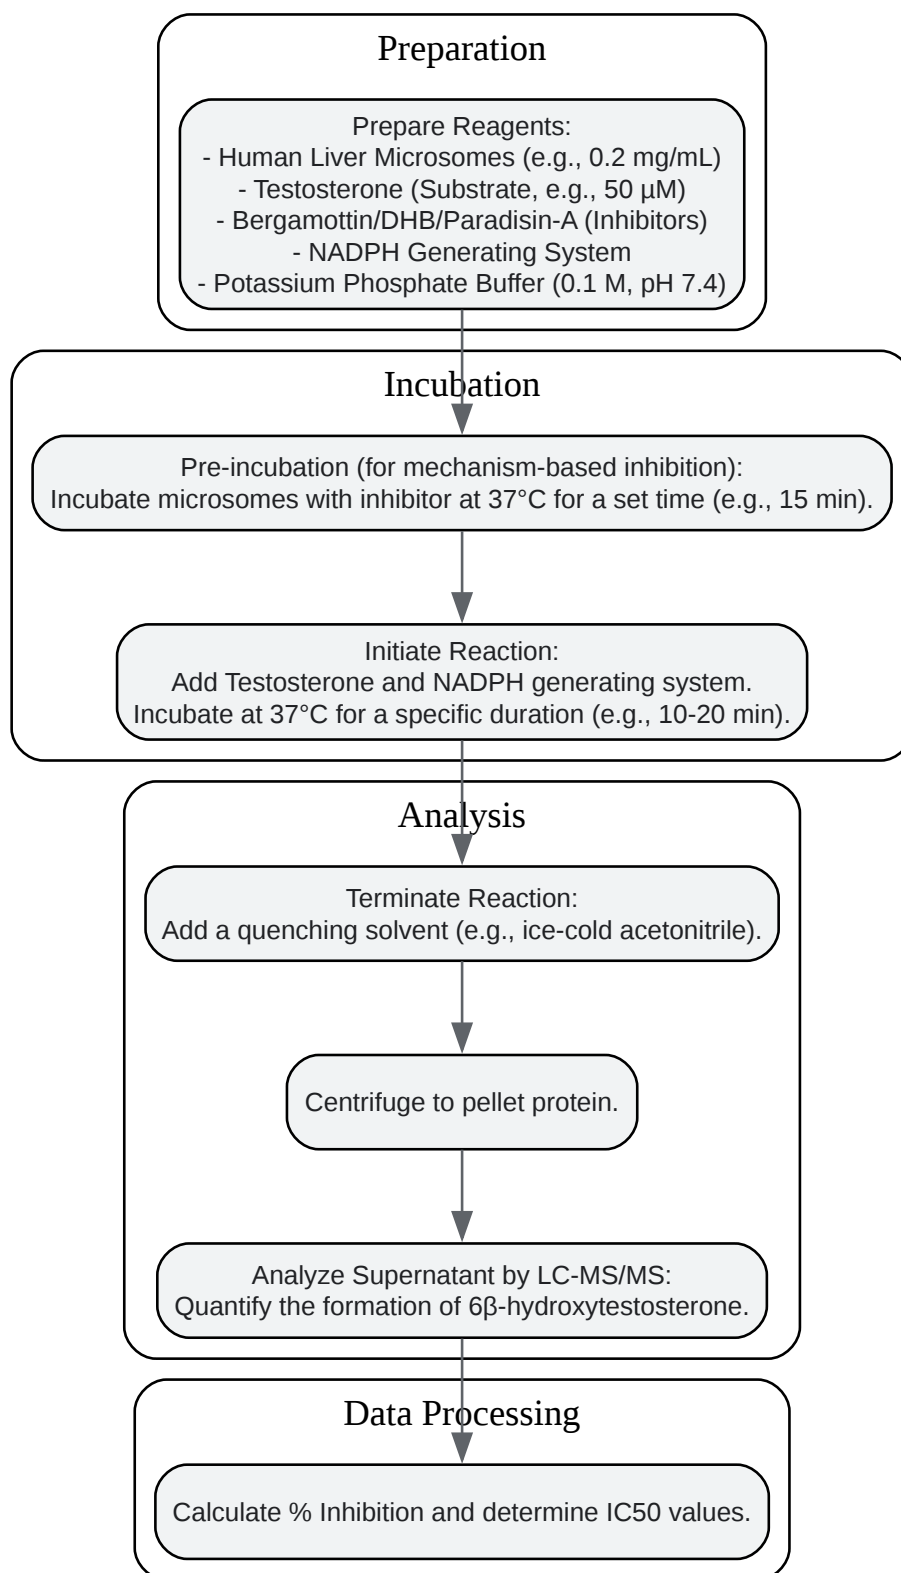 Preparation
Prepare Reagents:
- Human Liver Microsomes (e.g., 0.2 mg/mL)
- Testosterone (Substrate, e.g., 50 µM)
- Bergamottin/DHB/Paradisin-A (Inhibitors)
- NADPH Generating System
- Potassium Phosphate Buffer (0.1 M, pH 7.4)
Incubation
Pre-incubation (for mechanism-based inhibition):
Incubate microsomes with inhibitor at 37°C for a set time (e.g., 15 min).
Initiate Reaction:
Add Testosterone and NADPH generating system.
Incubate at 37°C for a specific duration (e.g., 10-20 min).
Analysis
Terminate Reaction:
Add a quenching solvent (e.g., ice-cold acetonitrile).
Centrifuge to pellet protein.
Analyze Supernatant by LC-MS/MS:
Quantify the formation of 6β-hydroxytestosterone.
Data Processing
Calculate % Inhibition and determine IC50 values.